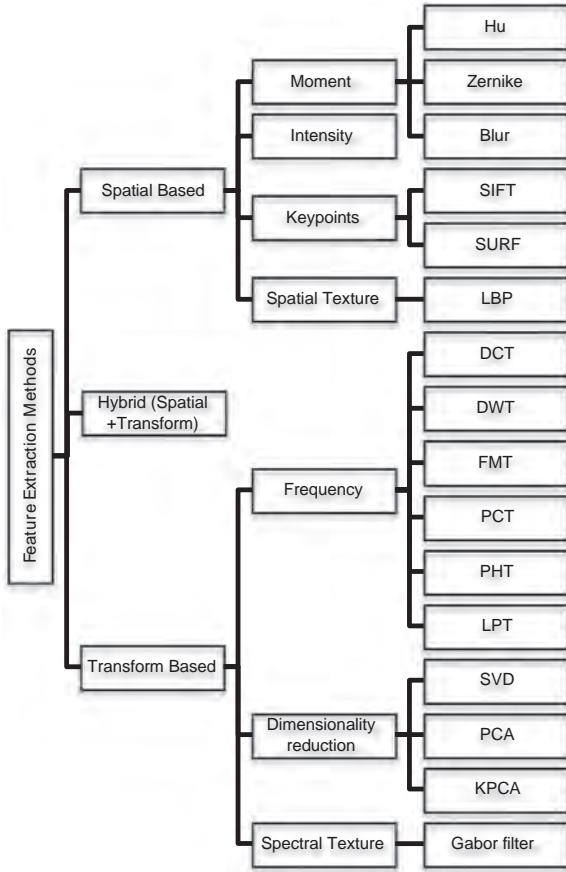 Feature Extraction Methods
Spatial Based
Moment
Hu
Zernike
Blur
Intensity
Keypoints
SIFT
SURF
Spatial Texture
LBP
Hybrid (Spatial
+Transform)
Transform Based
Frequency
DCT
DWT
FMT
PCT
PHT
LPT
Dimensionality
reduction
SVD
PCA
KPCA
Spectral Texture
Gabor filter